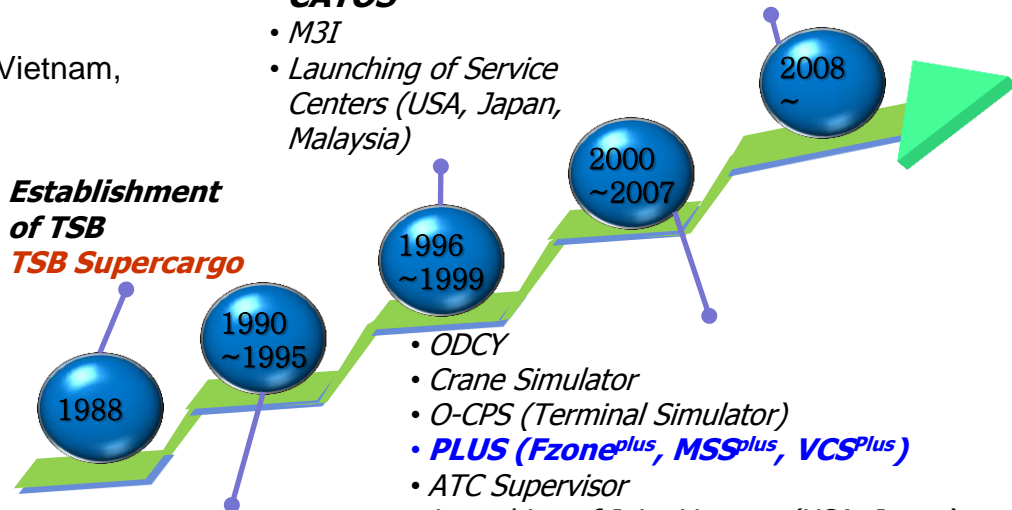 CATOS
• M3I
• Launching of Service
Centers (USA, Japan,
Malaysia)
Vietnam,
2008
~
2000
~2007
Establishment
of TSB
TSB Supercargo
1996
~1999
1990
~1995
1988
• ODCY
• Crane Simulator
• O-CPS (Terminal Simulator)
• PLUS (Fzoneplus, MSSplus, VCSPlus)
• ATC Supervisor